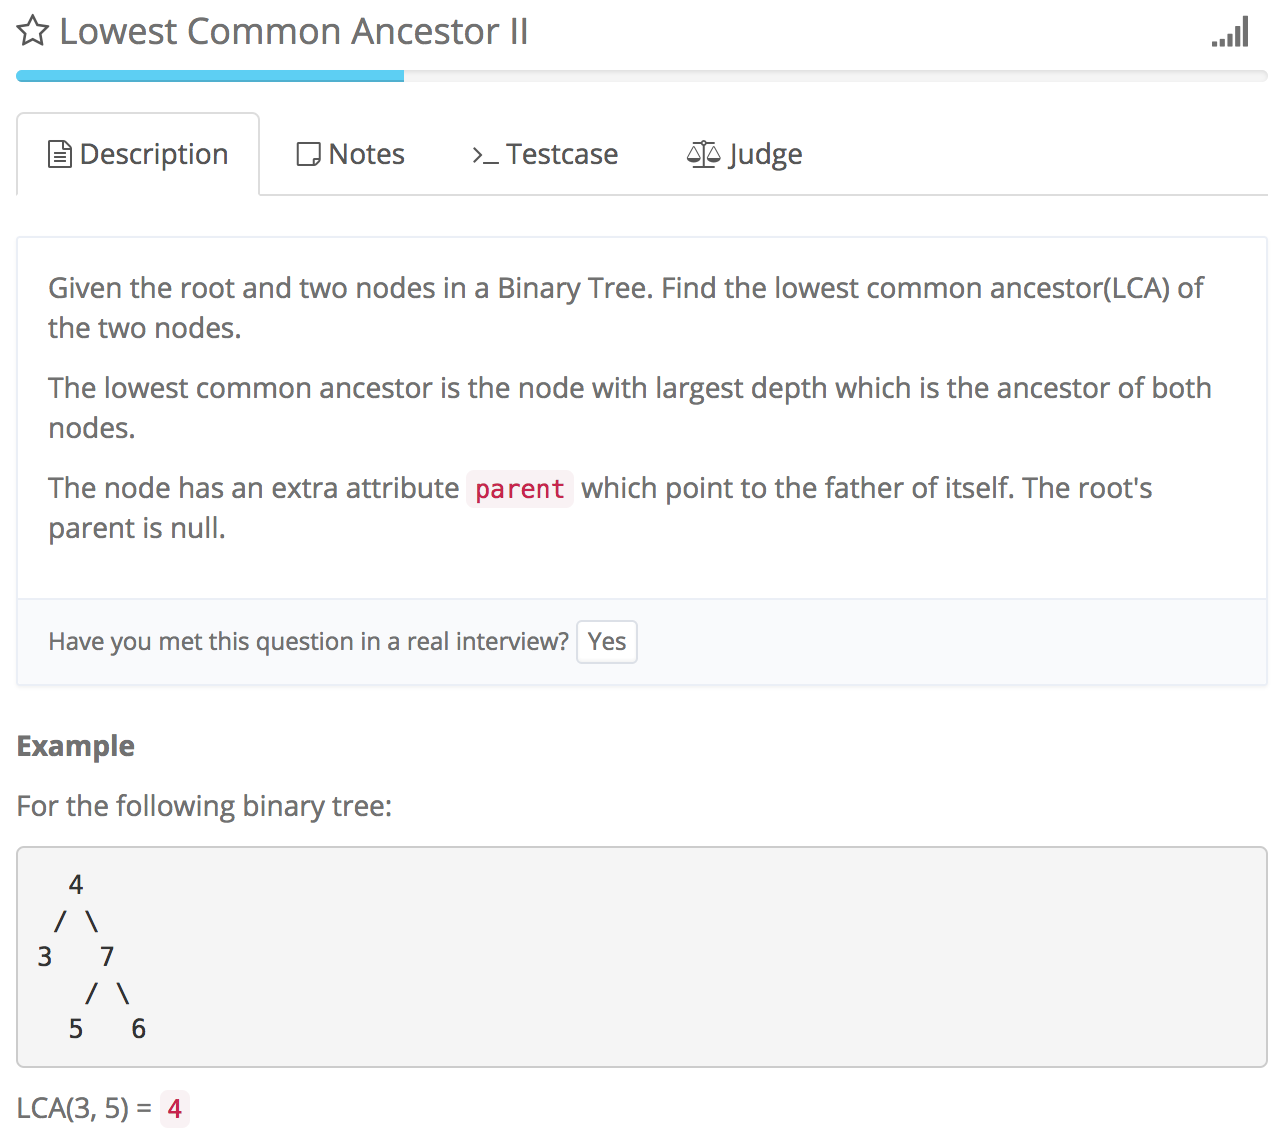 Lowest Common Ancestor II
Description Notes >_ Testcase Judge
Given the root and two nodes in a Binary Tree. Find the lowest common ancestor(LCA) of
the two nodes.
The lowest common ancestor is the node with largest depth which is the ancestor of both
nodes.
The node has an extra attribute parent which point to the father of itself. The root's
parent is null.
Have you met this question in a real interview? Yes
Example
For the following binary tree:
4
/ \
3 7
/ \
5 6
LCA(3, 5) = 4